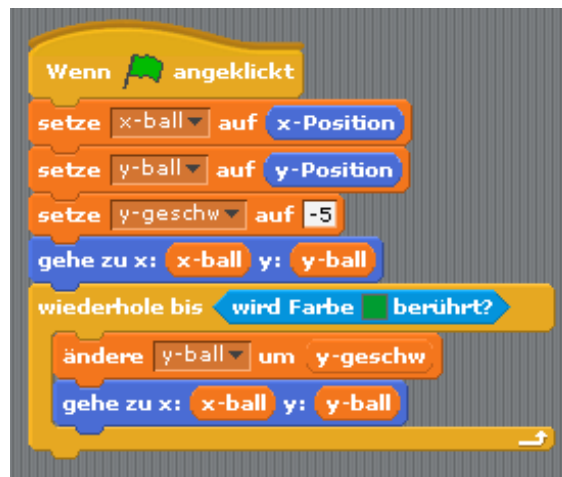 Wenn angeklickt
setze x-ball auf x-Position
setze y-ball auf y-Position
setze y-geschw auf -5
gehe zu x: x-ball y: y-ball
wiederhole bis wird Farbe berührt?
ändere y-ball um y-geschw
gehe zu x: x-ball y: y-ball